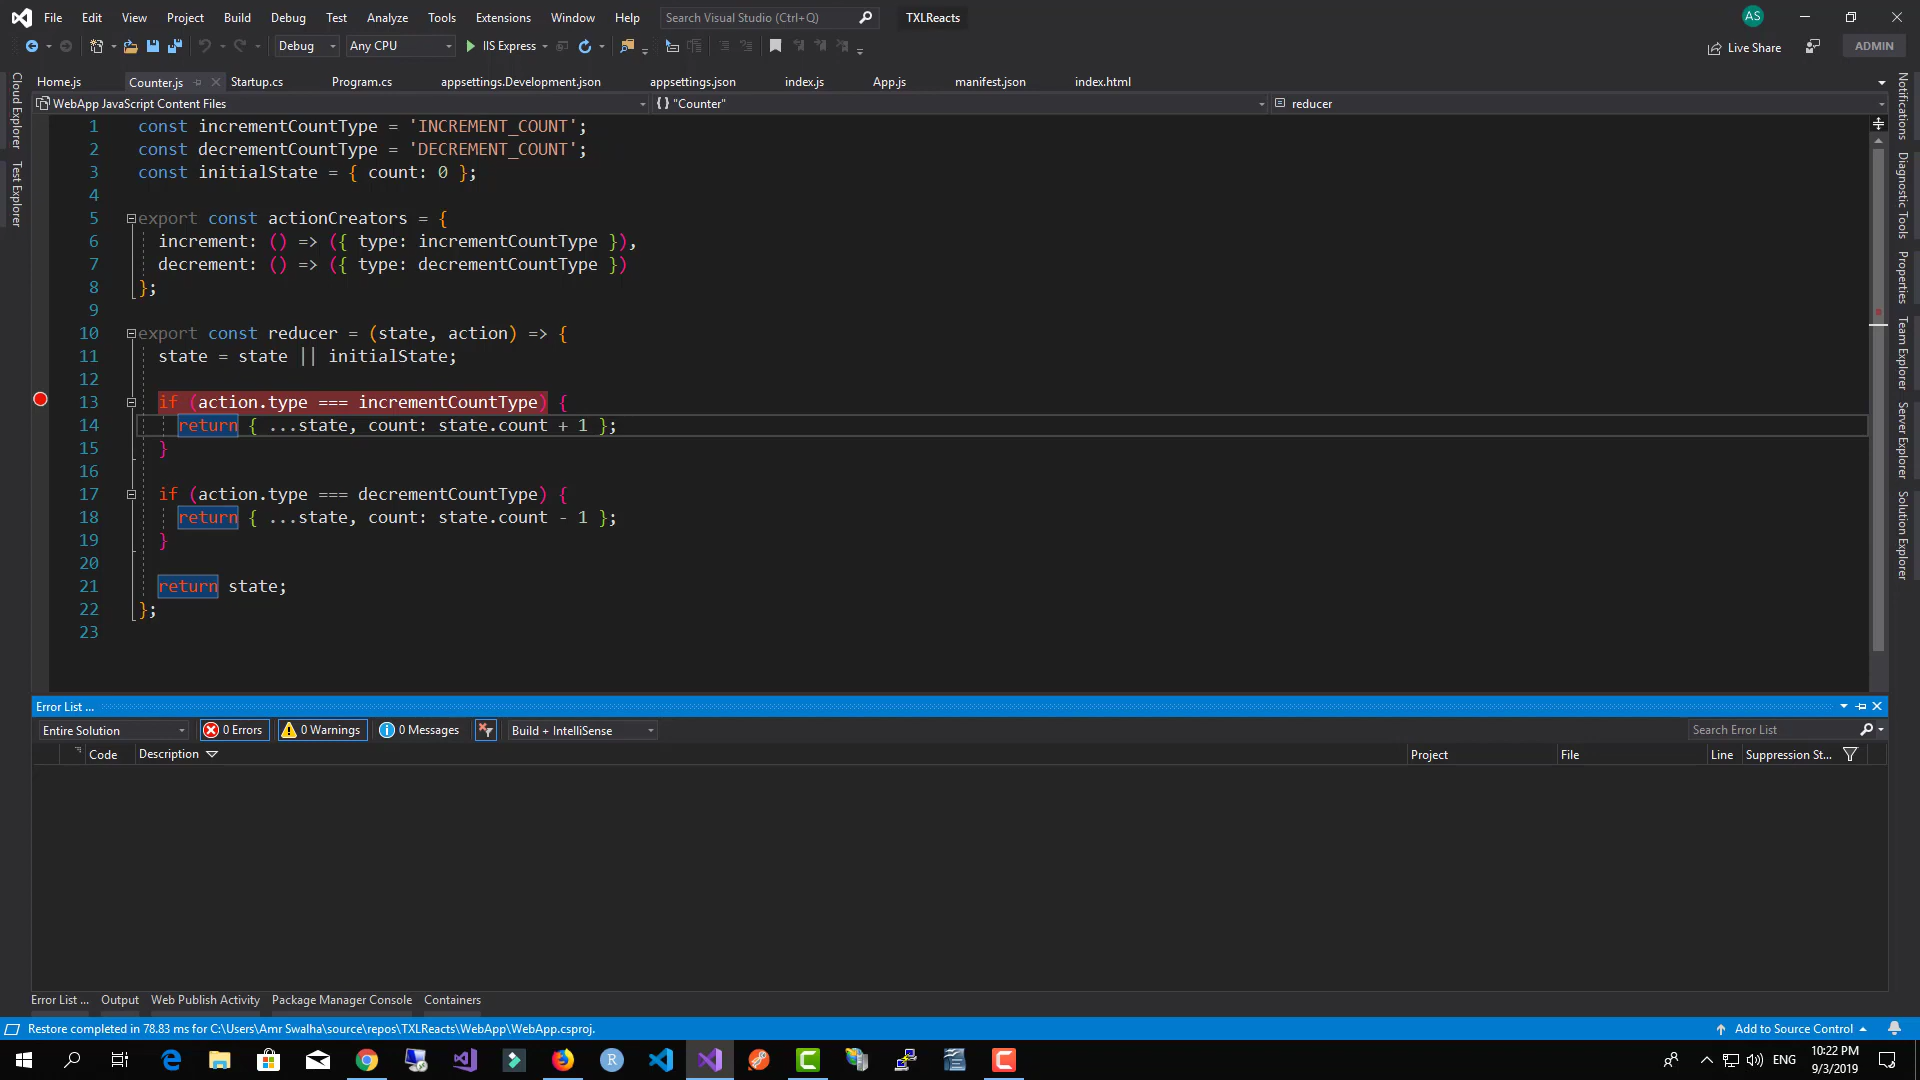 File Edit View Project Build Debug Test Analyze Tools Extensions Window Help Search Visual Studio (Ctrl+Q) TXLReacts AS
Debug Any CPU IIS Express Live Share ADMIN
Home.js Counter.js Startup.cs Program.cs appsettings.Development.json appsettings.json index.js App.js manifest.json index.html
WebApp JavaScript Content Files {} "Counter" reducer
Cloud Explorer
Test Explorer
1 const incrementCountType = 'INCREMENT_COUNT';
2 const decrementCountType = 'DECREMENT_COUNT';
3 const initialState = { count: 0 };
4
5 export const actionCreators = {
6 increment: () => ({ type: incrementCountType }),
7 decrement: () => ({ type: decrementCountType })
8 };
9
10 export const reducer = (state, action) => {
11 state = state || initialState;
12
13 if (action.type === incrementCountType) {
14 return { ...state, count: state.count + 1 };
15 }
16
17 if (action.type === decrementCountType) {
18 return { ...state, count: state.count - 1 };
19 }
20
21 return state;
22 };
23
Notifications
Diagnostic Tools
Properties
Team Explorer
Server Explorer
Solution Explorer
Error List ...
Entire Solution 0 Errors 0 Warnings 0 Messages Build + IntelliSense Search Error List
Code Description Project File Line Suppression St...
Error List ... Output Web Publish Activity Package Manager Console Containers
Restore completed in 78.83 ms for C:\Users\Amr Swalha\source\repos\TXLReacts\WebApp\WebApp.csproj. Add to Source Control
R ENG 10:22 PM
9/3/2019